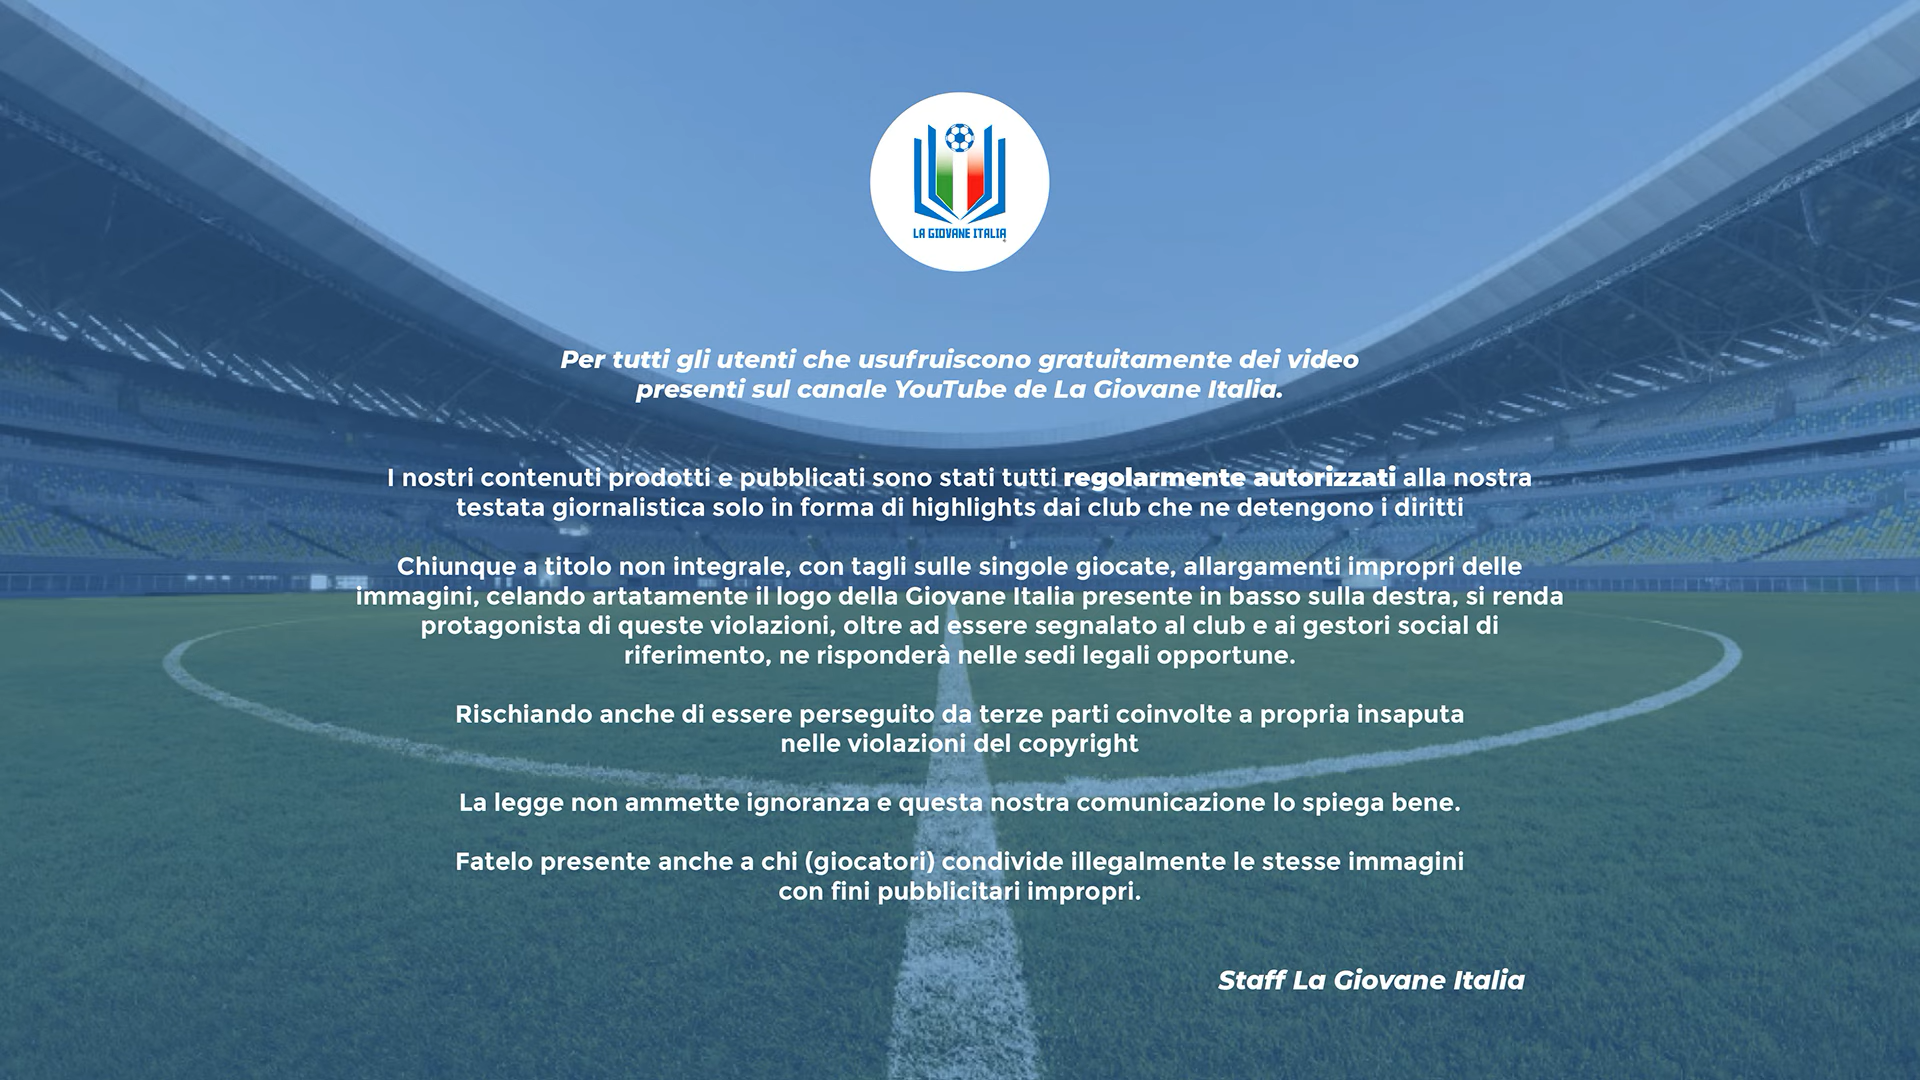 LA GIOVANE ITALIA
Per tutti gli utenti che usufruiscono gratuitamente dei video
presenti sul canale YouTube de La Giovane Italia.
I nostri contenuti prodotti e pubblicati sono stati tutti regolarmente autorizzati alla nostra
testata giornalistica solo in forma di highlights dai club che ne detengono i diritti
Chiunque a titolo non integrale, con tagli sulle singole giocate, allargamenti impropri delle
immagini, celando artatamente il logo della Giovane Italia presente in basso sulla destra, si renda
protagonista di queste violazioni, oltre ad essere segnalato al club e ai gestori social di
riferimento, ne risponderà nelle sedi legali opportune.
Rischiando anche di essere perseguito da terze parti coinvolte a propria insaputa
nelle violazioni del copyright
La legge non ammette ignoranza e questa nostra comunicazione lo spiega bene.
Fatelo presente anche a chi (giocatori) condivide illegalmente le stesse immagini
con fini pubblicitari impropri.
Staff La Giovane Italia